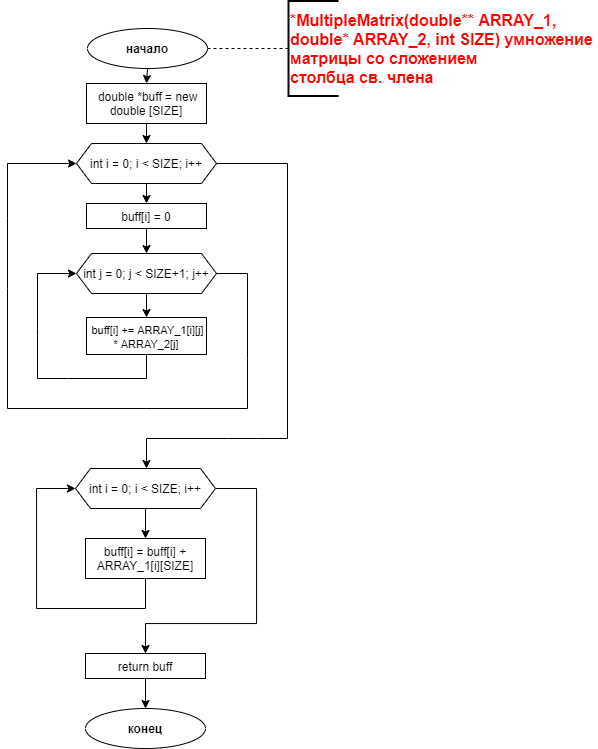 *MultipleMatrix(double** ARRAY_1,
double* ARRAY_2, int SIZE) умножение
матрицы со сложением
столбца св. члена
начало
double *buff = new
double [SIZE]
int i = 0; i < SIZE; i++
buff[i] = 0
int j = 0; j < SIZE+1; j++
buff[i] += ARRAY_1[i][j]
* ARRAY_2[j]
int i = 0; i < SIZE; i++
buff[i] = buff[i] +
ARRAY_1[i][SIZE]
return buff
конец